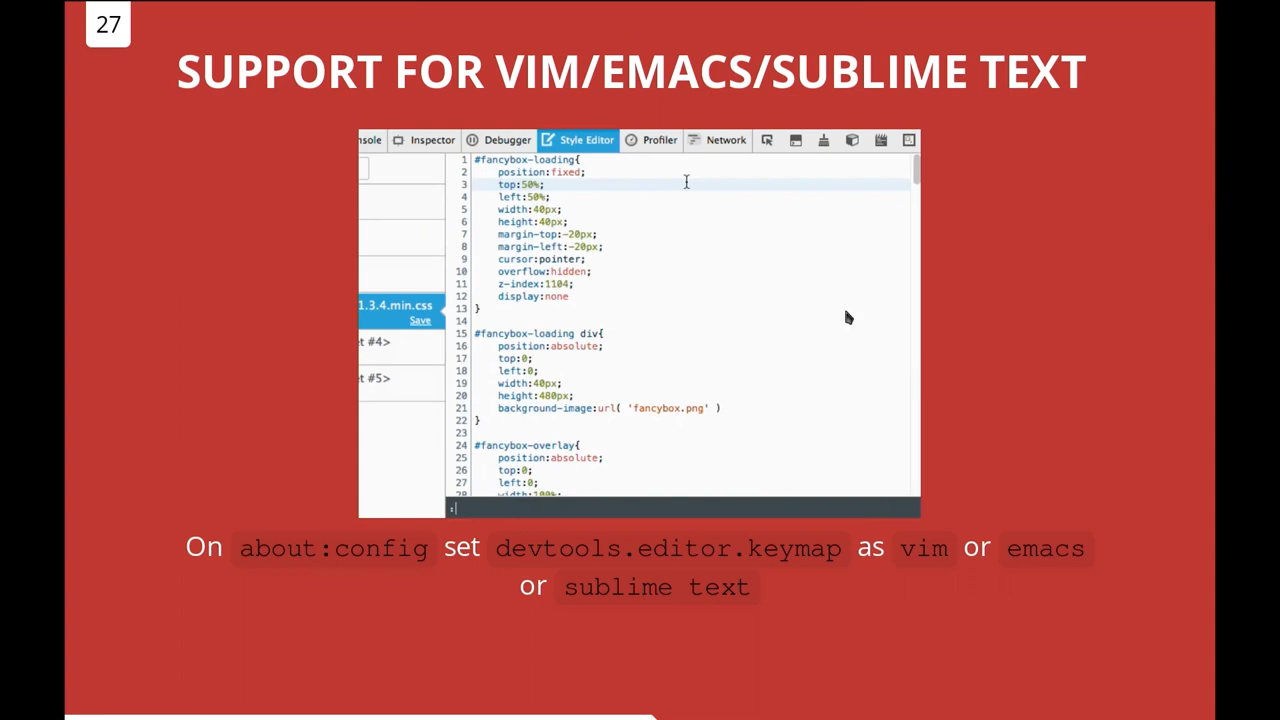 27
SUPPORT FOR VIM/EMACS/SUBLIME TEXT
nsole Inspector Debugger Style Editor Profiler Network
1.3.4.min.css
Save
et #4>
et #5>
1 #fancybox-loading{
2 position:fixed;
3 top:50%;
4 left:50%;
5 width:40px;
6 height:40px;
7 margin-top:-20px;
8 margin-left:-20px;
9 cursor:pointer;
10 overflow:hidden;
11 z-index:1104;
12 display:none
13 }
14
15 #fancybox-loading div{
16 position:absolute;
17 top:0;
18 left:0;
19 width:40px;
20 height:480px;
21 background-image:url( 'fancybox.png' )
22 }
23
24 #fancybox-overlay{
25 position:absolute;
26 top:0;
27 left:0;
28 width:100%;
:
On about:config set devtools.editor.keymap as vim or emacs
or sublime text